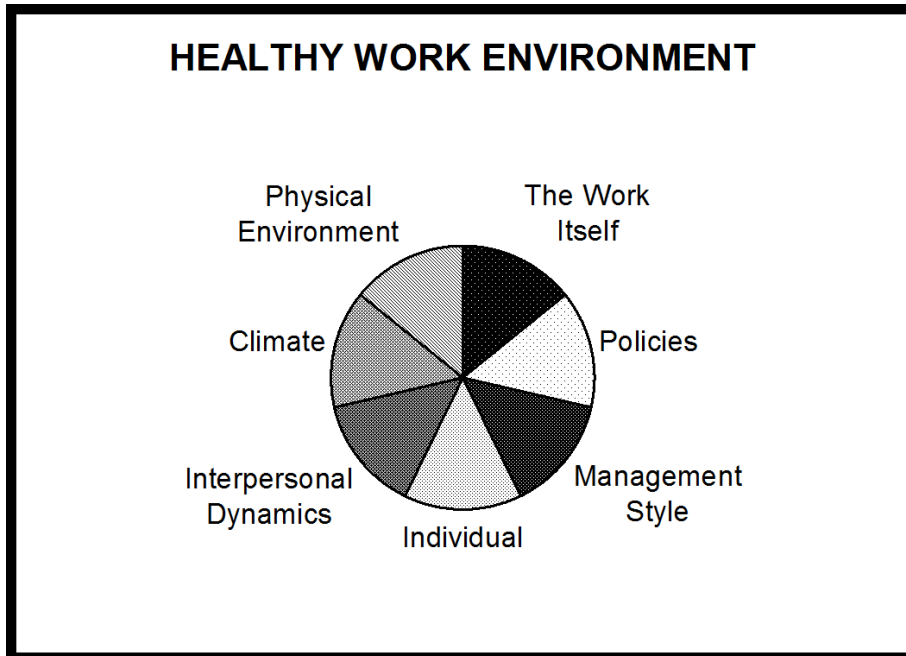 HEALTHY WORK ENVIRONMENT
Physical
Environment
The Work
Itself
Climate
Policies
Interpersonal
Dynamics
Management
Style
Individual